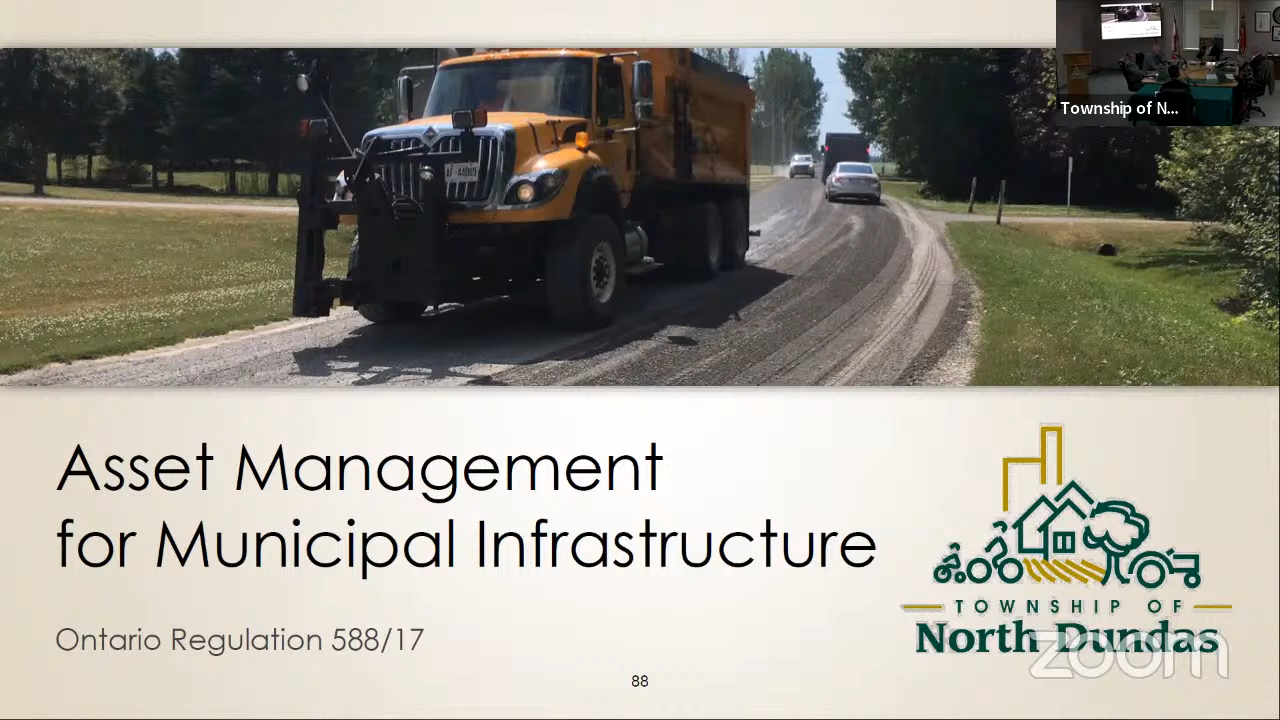 Township of N...
Asset Management
for Municipal Infrastructure
Ontario Regulation 588/17
TOWNSHIP OF
North Dundas
zoom
88